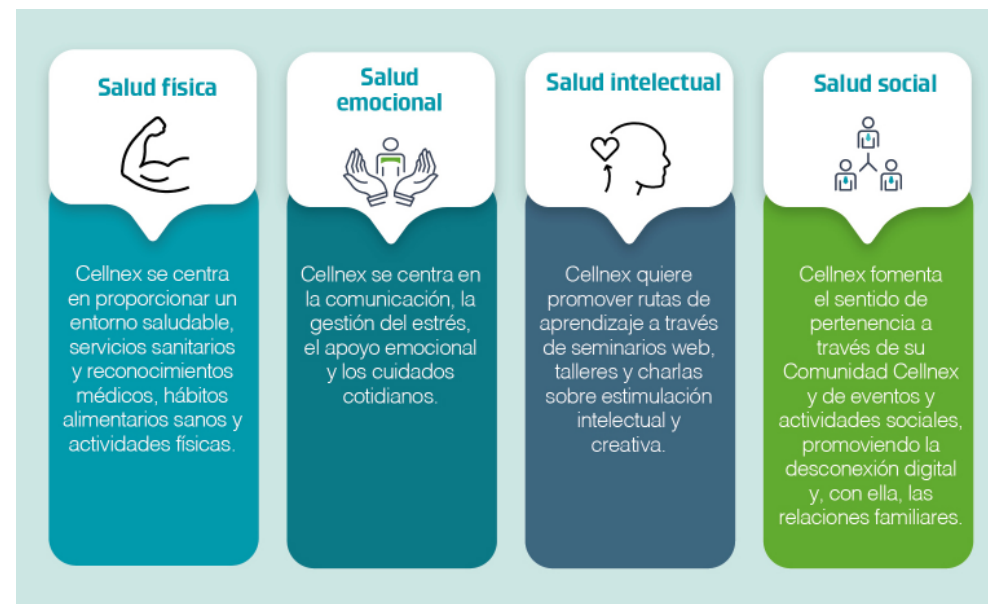 Salud física
Cellnex se centra
en proporcionar un
entorno saludable,
servicios sanitarios
y reconocimientos
médicos, hábitos
alimentarios sanos y
actividades físicas.
Salud
emocional
Cellnex se centra en
la comunicación, la
gestión del estrés,
el apoyo emocional
y los cuidados
cotidianos.
Salud intelectual
Cellnex quiere
promover rutas de
aprendizaje a través
de seminarios web,
talleres y charlas
sobre estimulación
intelectual y
creativa.
Salud social
Cellnex fomenta
el sentido de
pertenencia a
través de su
Comunidad Cellnex
y de eventos y
actividades sociales,
promoviendo la
desconexión digital
y, con ella, las
relaciones familiares.